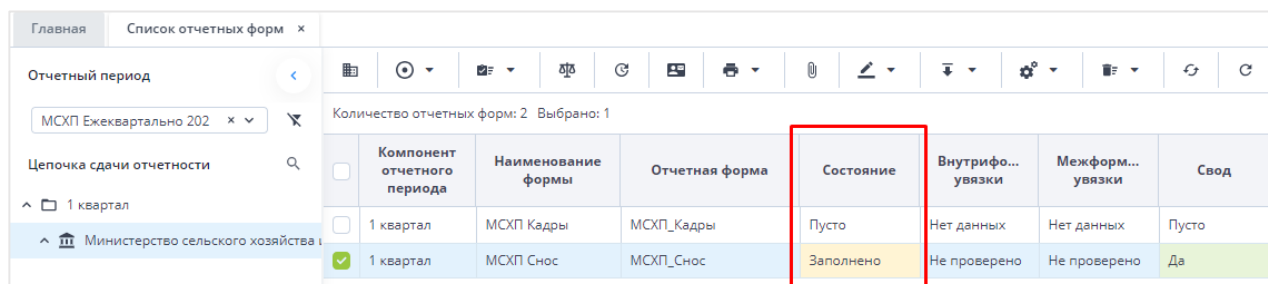 Главная
Список отчетных форм ×
Отчетный период
МСХП Ежеквартально 202
Количество отчетных форм: 2 Выбрано: 1
Цепочка сдачи отчетности
1 квартал
Министерство сельского хозяйства
Компонент отчетного периода
Наименование формы
Отчетная форма
Состояние
Внутрифо... увязки
Межформ... увязки
Свод
1 квартал МСХП Кадры МСХП_Кадры Пусто Нет данных Нет данных Пусто
1 квартал МСХП Снос МСХП_Снос Заполнено Не проверено Не проверено Да